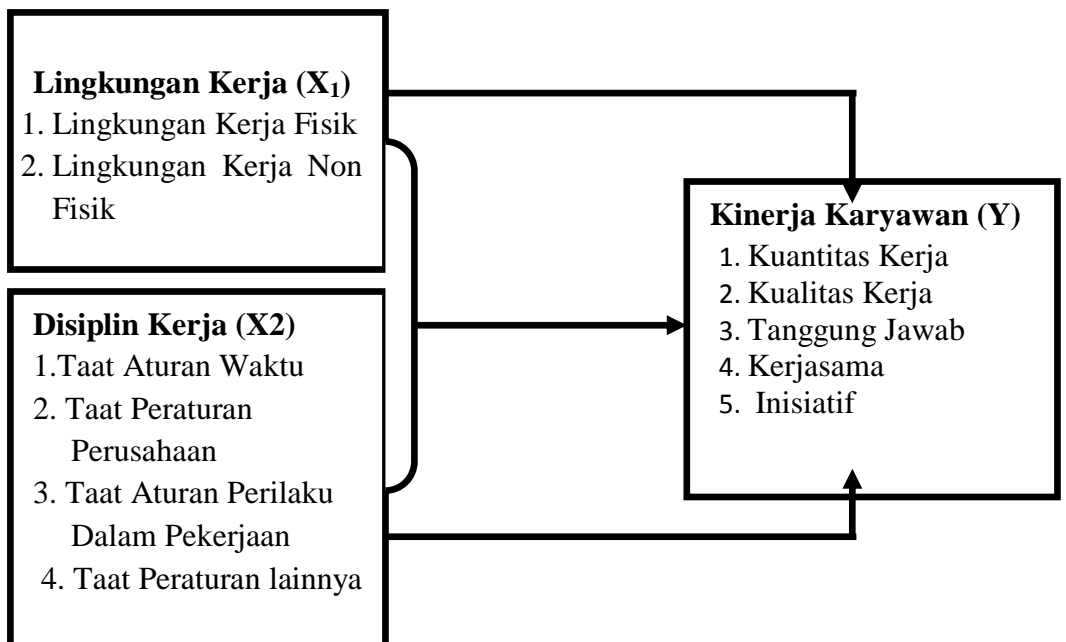 Lingkungan Kerja (X₁)
1. Lingkungan Kerja Fisik
2. Lingkungan Kerja Non
Fisik
Disiplin Kerja (X2)
1.Taat Aturan Waktu
2. Taat Peraturan
Perusahaan
3. Taat Aturan Perilaku
Dalam Pekerjaan
4. Taat Peraturan lainnya
Kinerja Karyawan (Y)
1. Kuantitas Kerja
2. Kualitas Kerja
3. Tanggung Jawab
4. Kerjasama
5. Inisiatif